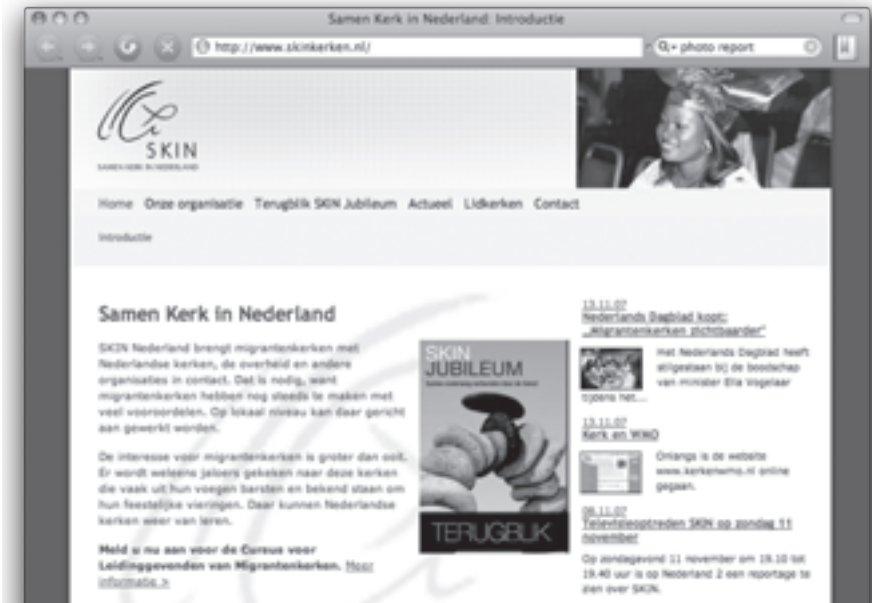 Samen Kerk in Nederland: Introductie
http://www.skinkerken.nl/
photo report
SKIN
SAMEN KERK IN NEDERLAND
Home Onze organisatie Terugblik SKIN Jubileum Actueel Lidkerken Contact
Introductie
Samen Kerk in Nederland
SKIN Nederland brengt migrantenkerken met
Nederlandse kerken, de overheid en andere
organisaties in contact. Dat is nodig, want
migrantenkerken hebben nog steeds te maken met
veel vooroordelen. Op lokaal niveau kan daar gericht
aan gewerkt worden.
De interesse voor migrantenkerken is groter dan ooit.
Er wordt weleens jaloers gekeken naar deze kerken
die vaak uit hun voegen barsten en bekend staan om
hun feestelijke vieringen. Daar kunnen Nederlandse
kerken weer van leren.
Meld u nu aan voor de Cursus voor
Leidinggevenden van Migrantenkerken. Meer
informatie >
SKIN
JUBILEUM
TERUGBLIK
13.11.07
Nederlands Dagblad kopt:
„Migrantenkerken zichtbaarder"
Het Nederlands Dagblad heeft
stilgestaan bij de boodschap
van minister Ella Vogelaar
tijdens het...
13.11.07
Kerk en WMO
Onlangs is de website
www.kerkenwmo.nl online
gegaan.
08.11.07
Televisieoptreden SKIN op zondag 11
november
Op zondagavond 11 november om 19.10 tot
19.40 uur is op Nederland 2 een reportage te
zien over SKIN.